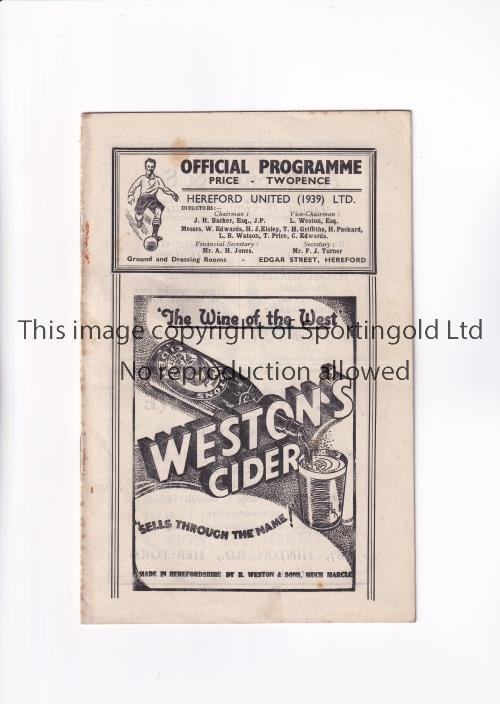 OFFICIAL PROGRAMME
PRICE - TWOPENCE
HEREFORD UNITED (1939) LTD.
DIRECTORS:—
Chairman : Vice-Chairman :
J. R. Barker, Esq., J.P. L. Weston, Esq.
Messrs. W. Edwards, H. J. Elsley, T. H. Griffiths, H. Packard,
L. B. Watson, T. Price, C. Edwards.
Financial Secretary : Secretary :
Mr. A. H. Jones. Mr. F. J. Turner
Ground and Dressing Rooms - EDGAR STREET, HEREFORD
"The Wine of the West"
This image copyright of Sportingold Ltd
No reproduction allowed
WESTON'S
CIDER
"SELLS THROUGH THE NAME!
MADE IN HEREFORDSHIRE BY H. WESTON & SONS, MUCH MARCLE